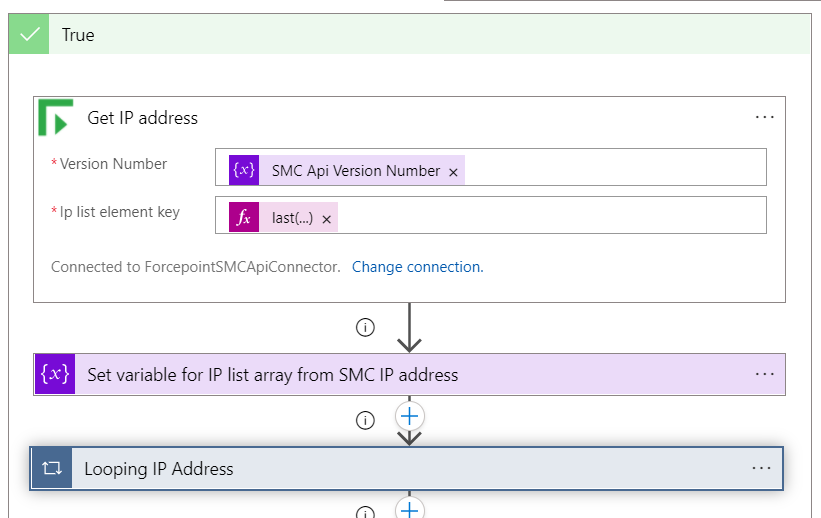 True
Get IP address
...
* Version Number
{x} SMC Api Version Number ×
* Ip list element key
fx last(...) ×
Connected to ForcepointSMCApiConnector. Change connection.
i
{x} Set variable for IP list array from SMC IP address ...
i +
Looping IP Address ...
i +